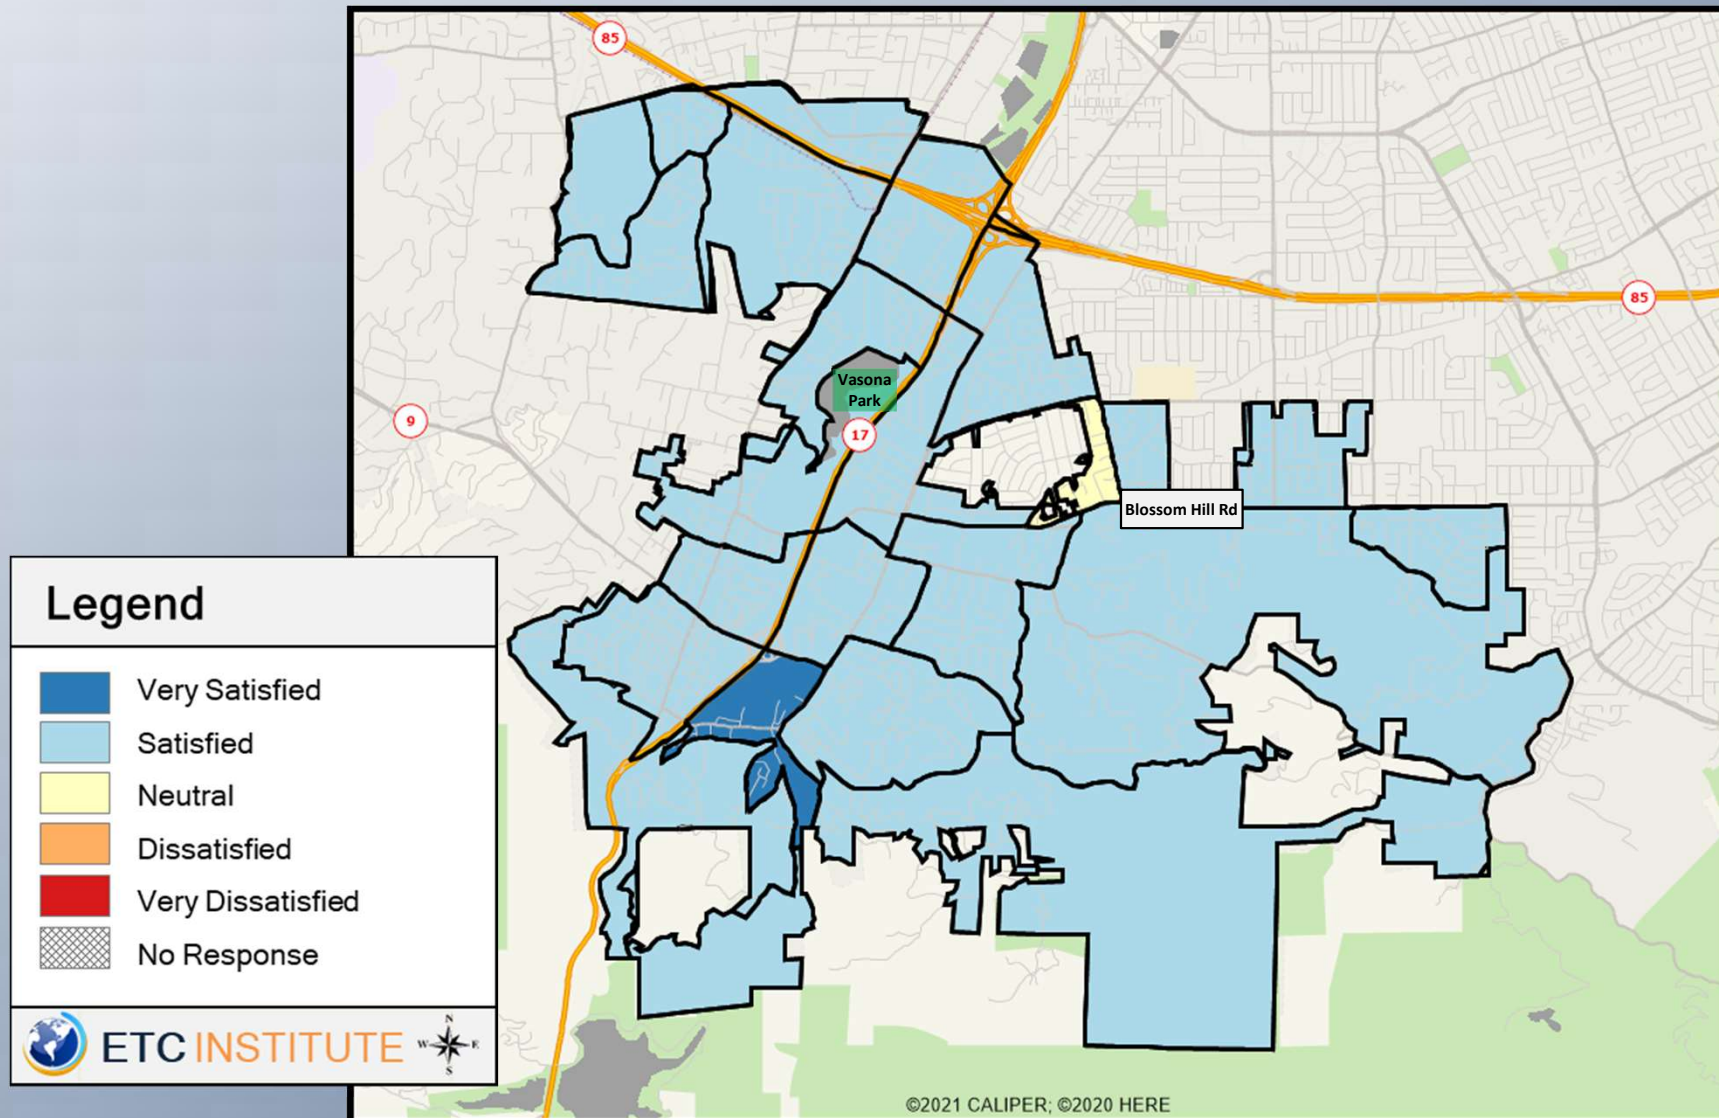 85
85
9
Vasona
Park
17
Blossom Hill Rd
Legend
Very Satisfied
Satisfied
Neutral
Dissatisfied
Very Dissatisfied
No Response
ETC INSTITUTE
N
W E
S
©2021 CALIPER; ©2020 HERE